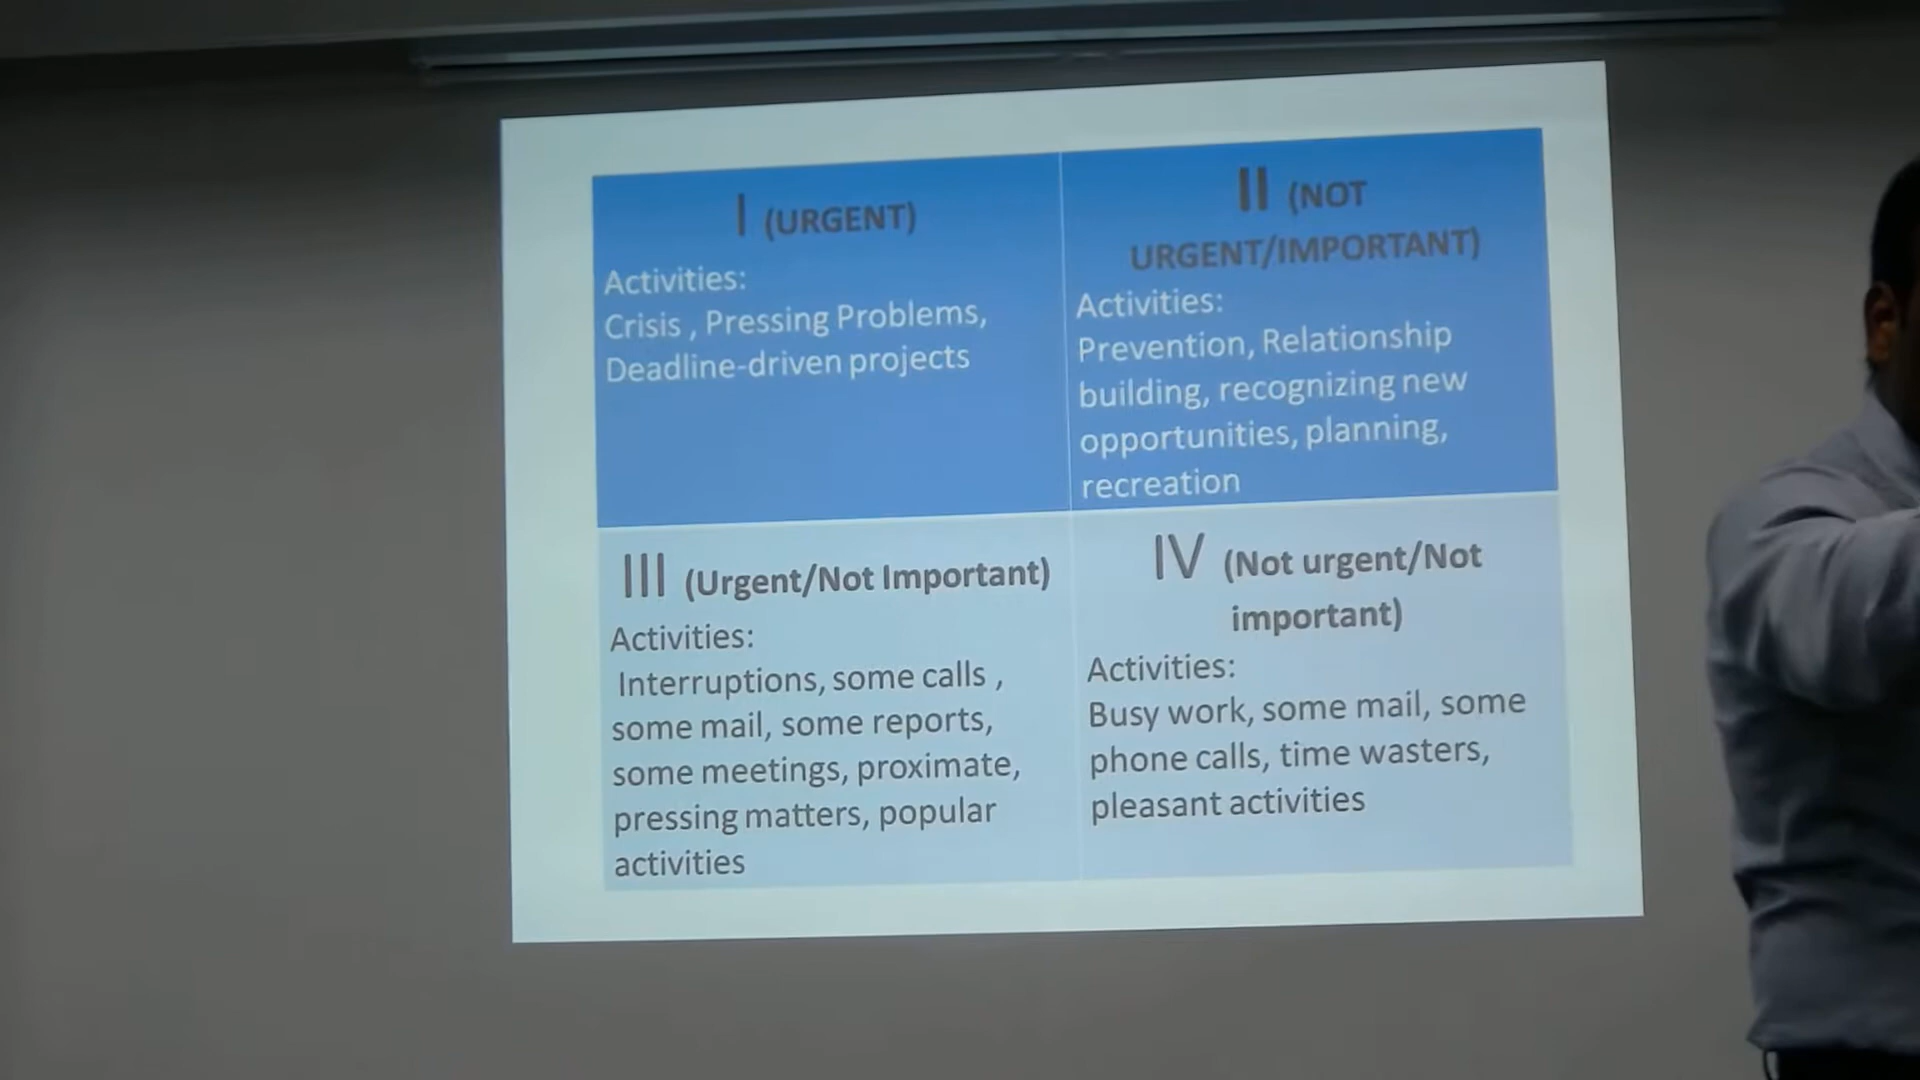 I (URGENT)
Activities:
Crisis , Pressing Problems,
Deadline-driven projects
II (NOT
URGENT/IMPORTANT)
Activities:
Prevention, Relationship
building, recognizing new
opportunities, planning,
recreation
III (Urgent/Not Important)
Activities:
Interruptions, some calls ,
some mail, some reports,
some meetings, proximate,
pressing matters, popular
activities
IV (Not urgent/Not
important)
Activities:
Busy work, some mail, some
phone calls, time wasters,
pleasant activities